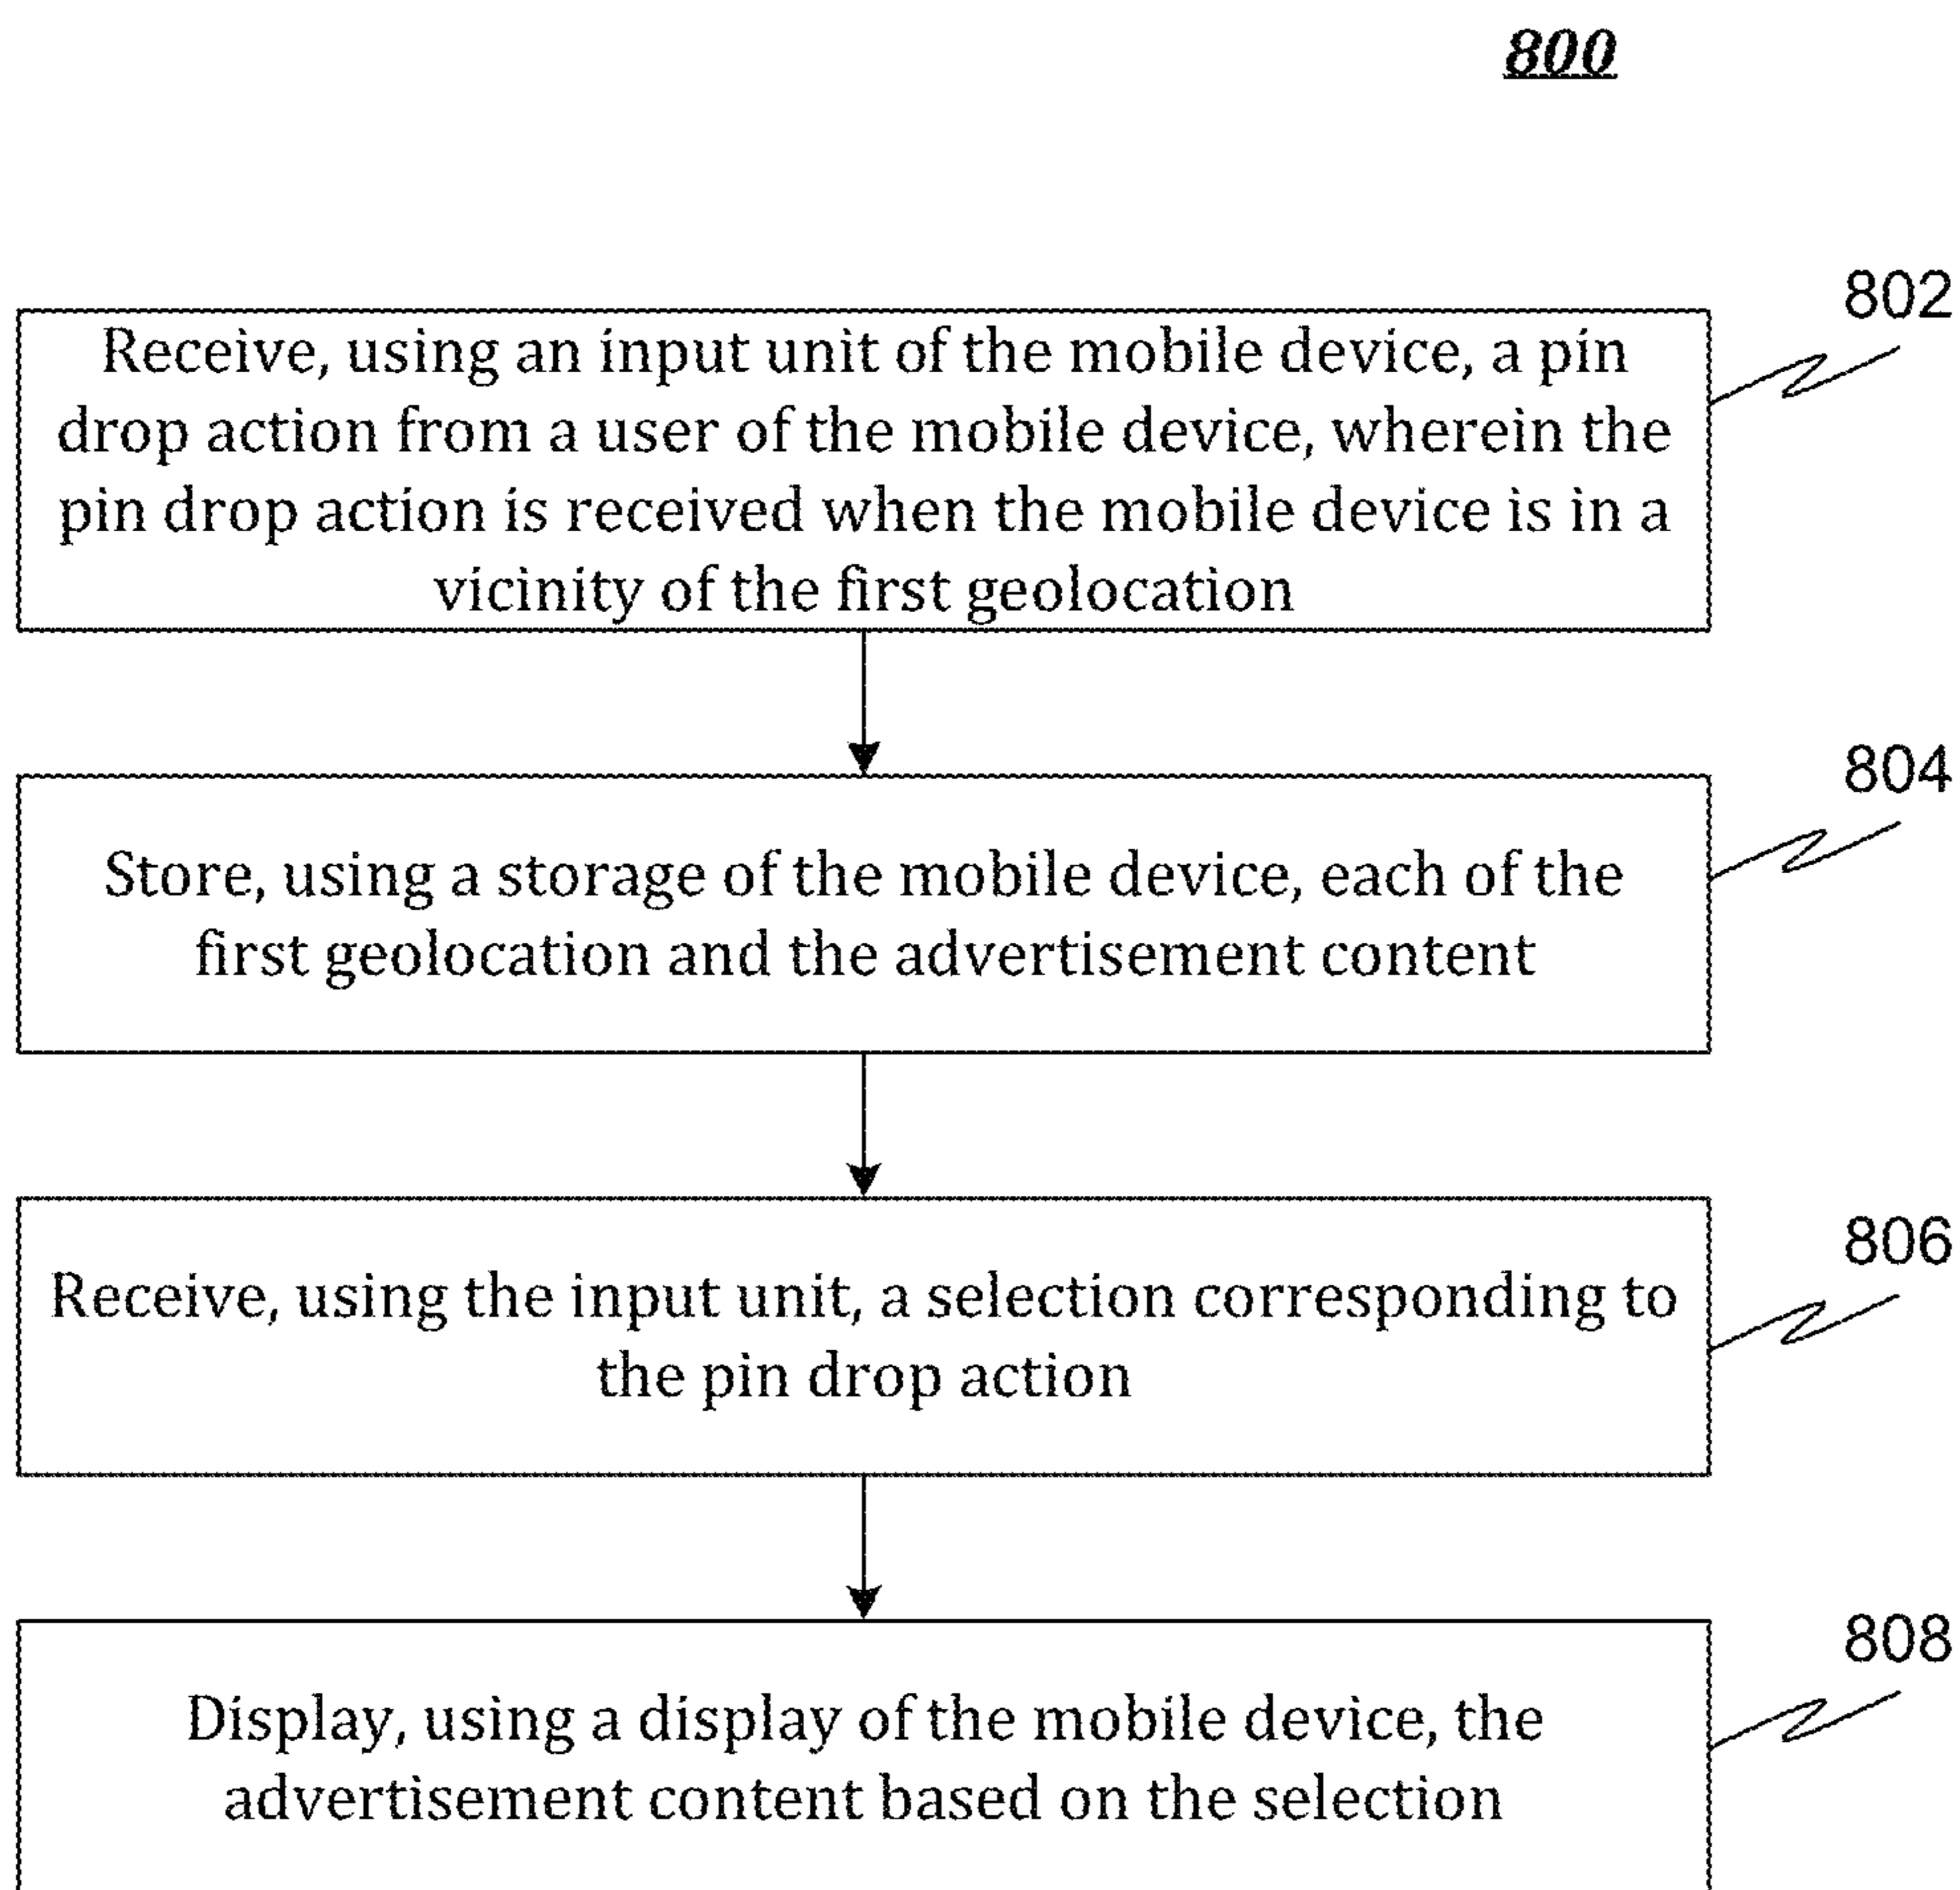 800
802
Receive, using an input unit of the mobile device, a pin
drop action from a user of the mobile device, wherein the
pin drop action is received when the mobile device is in a
vicinity of the first geolocation
804
Store, using a storage of the mobile device, each of the
first geolocation and the advertisement content
806
Receive, using the input unit, a selection corresponding to
the pin drop action
808
Display, using a display of the mobile device, the
advertisement content based on the selection